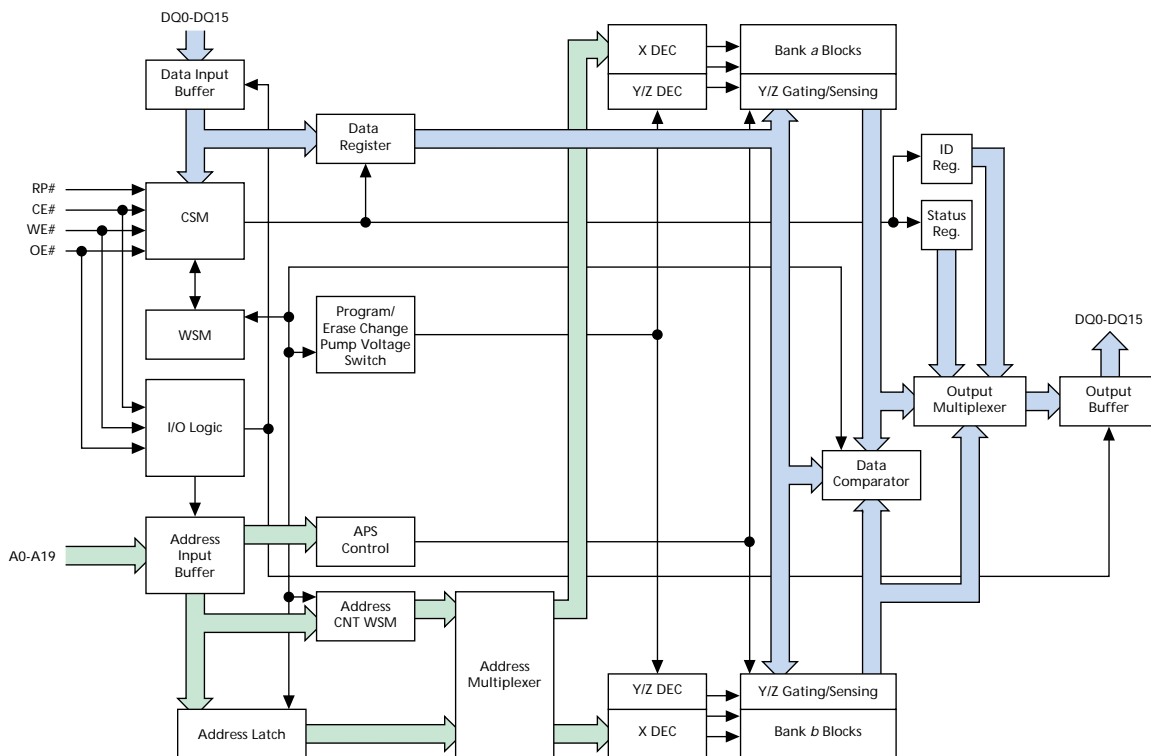 DQ0-DQ15
Data Input
Buffer
X DEC
Y/Z DEC
Bank a Blocks
Y/Z Gating/Sensing
Data
Register
ID
Reg.
RP#
CE#
WE#
OE#
CSM
Status
Reg.
WSM
Program/
Erase Change
Pump Voltage
Switch
DQ0-DQ15
I/O Logic
Output
Multiplexer
Output
Buffer
Data
Comparator
A0-A19
Address
Input
Buffer
APS
Control
Address
CNT WSM
Address
Multiplexer
Y/Z DEC
X DEC
Y/Z Gating/Sensing
Bank b Blocks
Address Latch